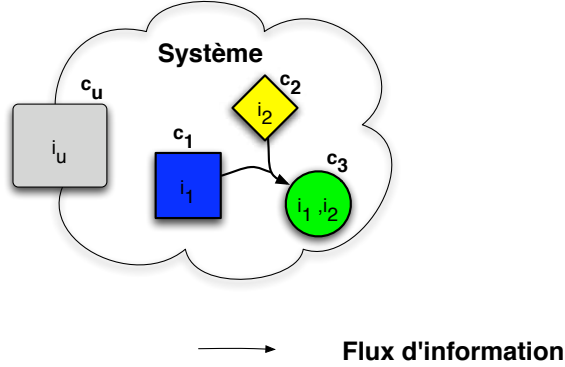 Système
c_u
i_u
c_2
i_2
c_1
i_1
c_3
i_1 ,i_2
Flux d'information